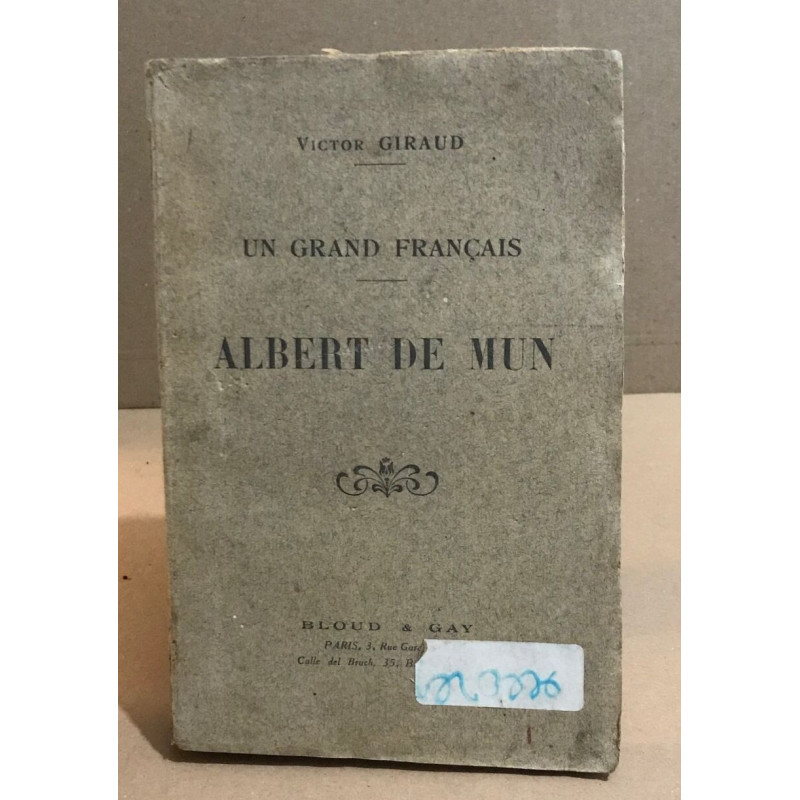 VICTOR GIRAUD
UN GRAND FRANÇAIS
ALBERT DE MUN
BLOUD & GAY
PARIS, 3, Rue
Calle del Bruch, 35,